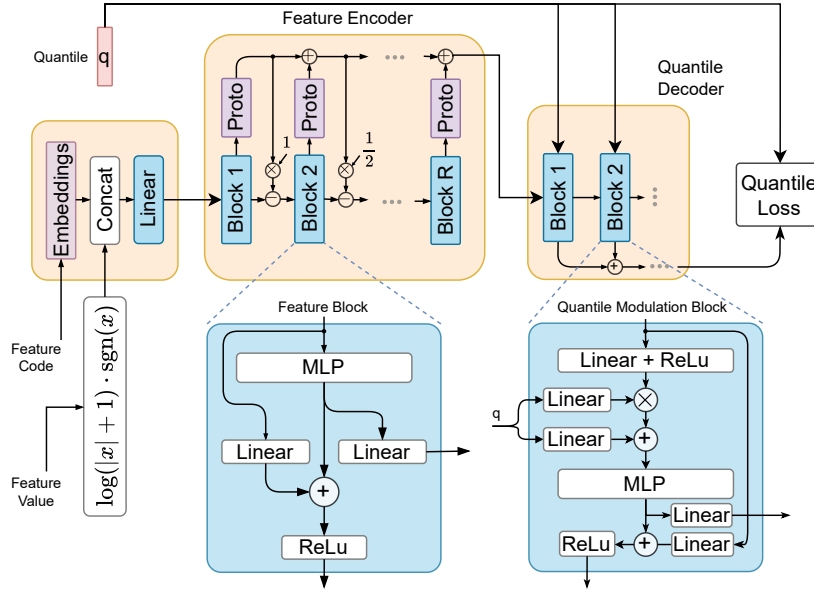 Feature Encoder
Quantile q
Quantile
Decoder
Embeddings
Concat
Linear
Block 1
Proto
1
Block 2
Proto
1/2
...
...
Block R
Proto
Block 1
Block 2
...
...
Quantile
Loss
Feature
Code
Feature
Value
log(|x| + 1) · sgn(x)
Feature Block
MLP
Linear
Linear
+
ReLu
Quantile Modulation Block
Linear + ReLu
q
Linear
×
Linear
+
MLP
Linear
ReLu
+
Linear